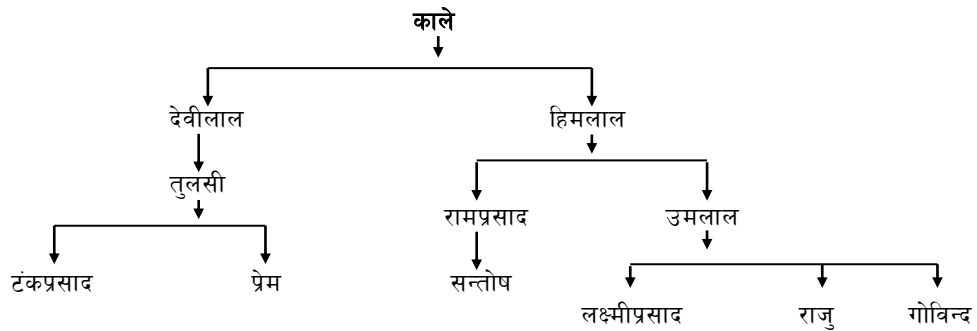 काले
देवीलाल हिमलाल
तुलसी
रामप्रसाद उमलाल
टंकप्रसाद प्रेम सन्तोष
लक्ष्मीप्रसाद राजु गोविन्द